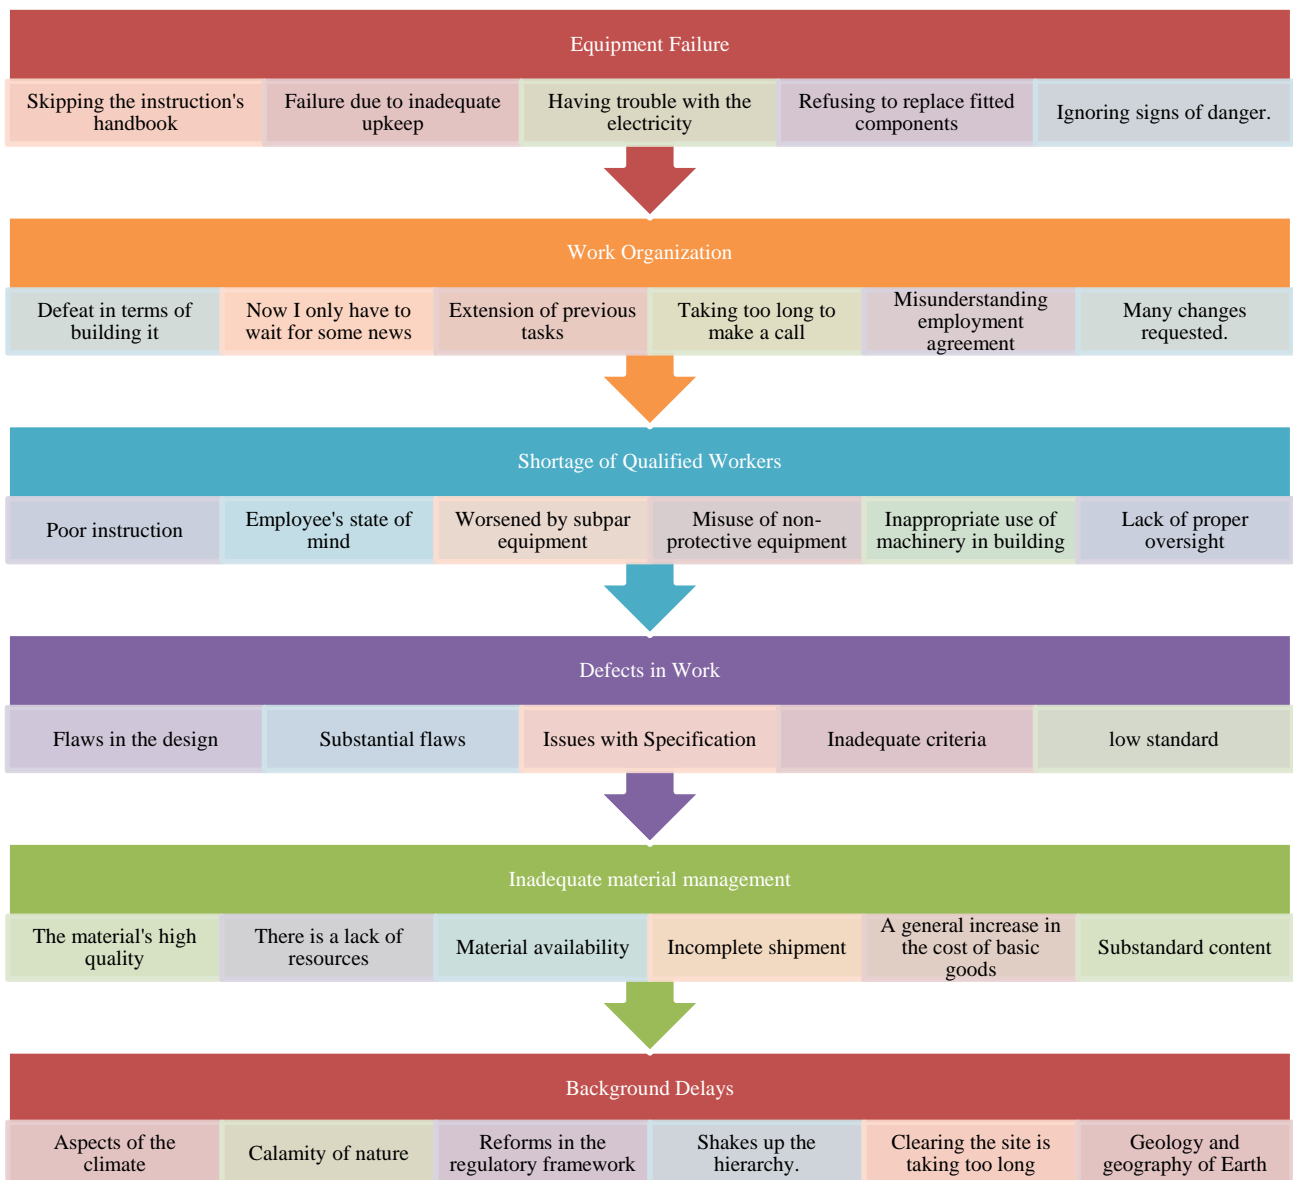 Equipment Failure
Skipping the instruction's
handbook
Failure due to inadequate
upkeep
Having trouble with the
electricity
Refusing to replace fitted
components
Ignoring signs of danger.
Work Organization
Defeat in terms of
building it
Now I only have to
wait for some news
Extension of previous
tasks
Taking too long to
make a call
Misunderstanding
employment
agreement
Many changes
requested.
Shortage of Qualified Workers
Poor instruction
Employee's state of
mind
Worsened by subpar
equipment
Misuse of non-
protective equipment
Inappropriate use of
machinery in building
Lack of proper
oversight
Defects in Work
Flaws in the design
Substantial flaws
Issues with Specification
Inadequate criteria
low standard
Inadequate material management
The material's high
quality
There is a lack of
resources
Material availability
Incomplete shipment
A general increase in
the cost of basic
goods
Substandard content
Background Delays
Aspects of the
climate
Calamity of nature
Reforms in the
regulatory framework
Shakes up the
hierarchy.
Clearing the site is
taking too long
Geology and
geography of Earth